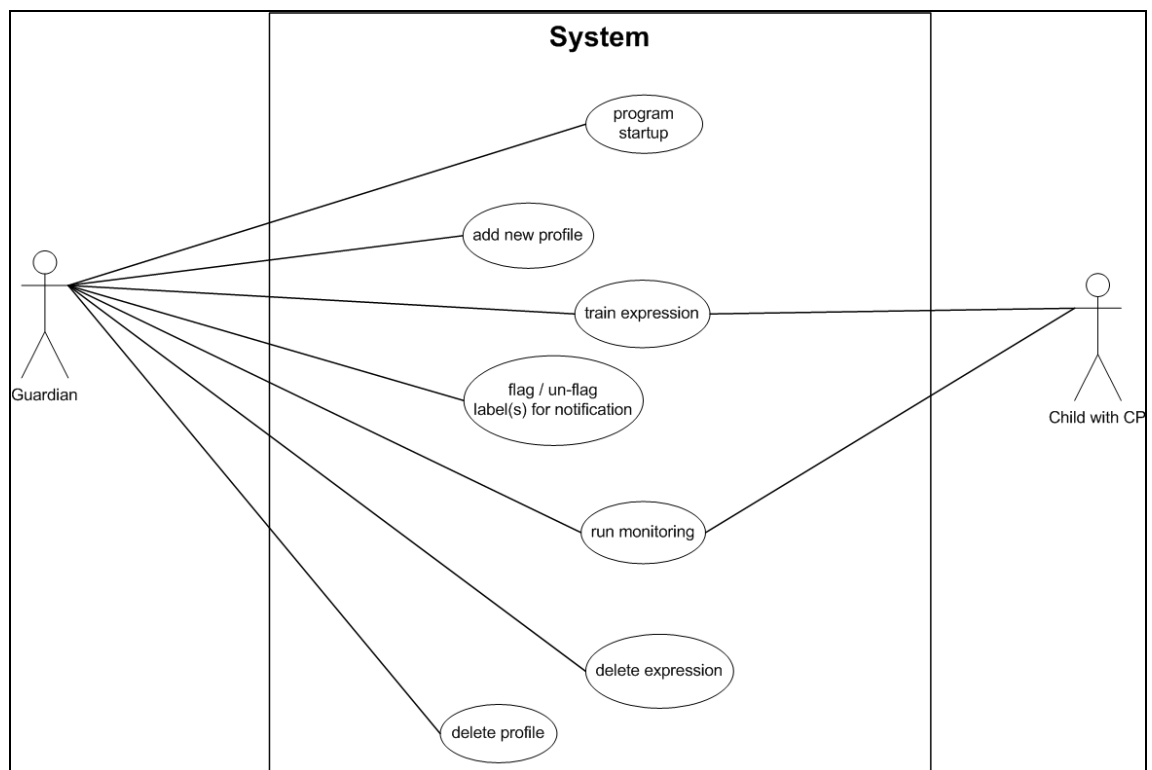 System
program
startup
add new profile
train expression
flag / un-flag
label(s) for notification
Guardian
Child with CP
run monitoring
delete expression
delete profile